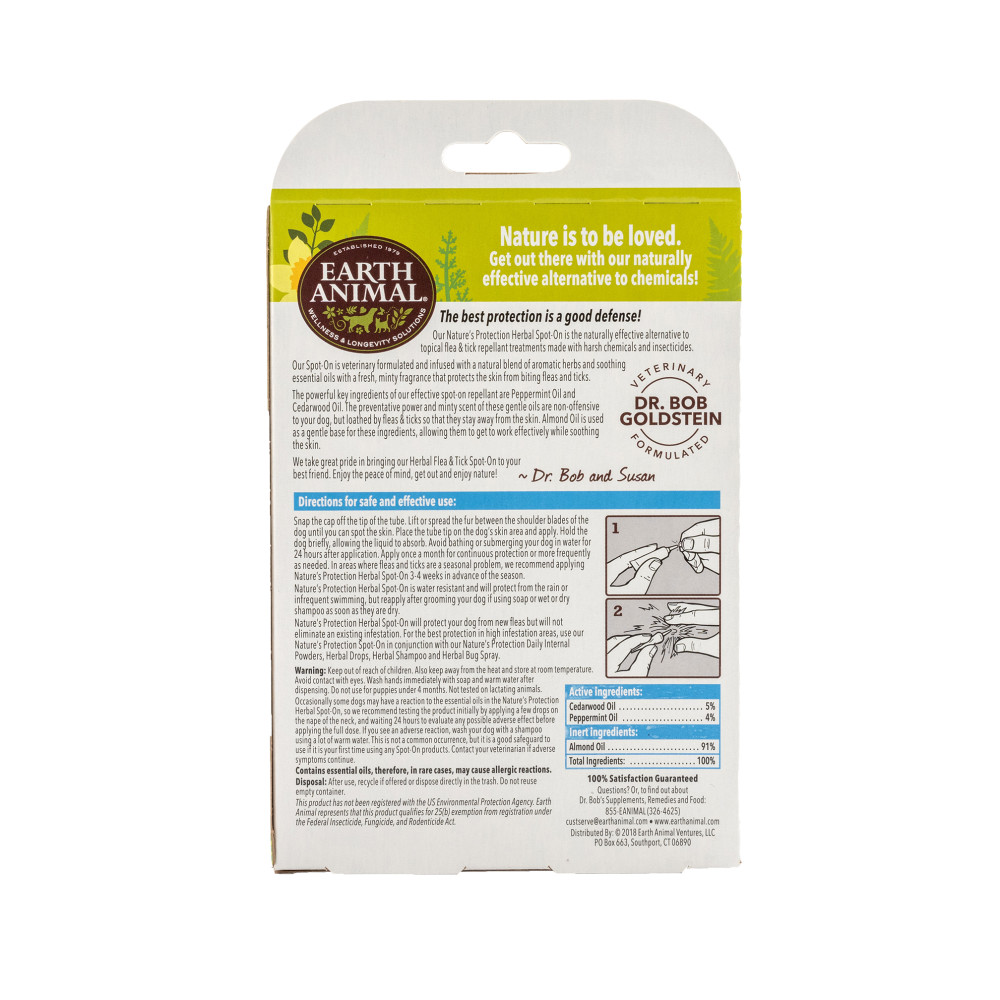 ESTABLISHED 1979
EARTH
ANIMAL®
WELLNESS & LONGEVITY SOLUTIONS
Nature is to be loved.
Get out there with our naturally
effective alternative to chemicals!
The best protection is a good defense!
Our Nature's Protection Herbal Spot-On is the naturally effective alternative to
topical flea & tick repellant treatments made with harsh chemicals and insecticides.
Our Spot-On is veterinary formulated and infused with a natural blend of aromatic herbs and soothing
essential oils with a fresh, minty fragrance that protects the skin from biting fleas and ticks.
The powerful key ingredients of our effective spot-on repellant are Peppermint Oil and
Cedarwood Oil. The preventative power and minty scent of these gentle oils are non-offensive
to your dog, but loathed by fleas & ticks so that they stay away from the skin. Almond Oil is used
as a gentle base for these ingredients, allowing them to get to work effectively while soothing
the skin.
VETERINARY
DR. BOB
GOLDSTEIN
FORMULATED
We take great pride in bringing our Herbal Flea & Tick Spot-On to your
best friend. Enjoy the peace of mind, get out and enjoy nature!
~ Dr. Bob and Susan
Directions for safe and effective use:
Snap the cap off the tip of the tube. Lift or spread the fur between the shoulder blades of the
dog until you can spot the skin. Place the tube tip on the dog's skin area and apply. Hold the
dog briefly, allowing the liquid to absorb. Avoid bathing or submerging your dog in water for
24 hours after application. Apply once a month for continuous protection or more frequently
as needed. In areas where fleas and ticks are a seasonal problem, we recommend applying
Nature's Protection Herbal Spot-On 3-4 weeks in advance of the season.
Nature's Protection Herbal Spot-On is water resistant and will protect from the rain or
infrequent swimming, but reapply after grooming your dog if using soap or wet or dry
shampoo as soon as they are dry.
Nature's Protection Herbal Spot-On will protect your dog from new fleas but will not
eliminate an existing infestation. For the best protection in high infestation areas, use our
Nature's Protection Spot-On in conjunction with our Nature's Protection Daily Internal
Powders, Herbal Drops, Herbal Shampoo and Herbal Bug Spray.
1
2
Warning: Keep out of reach of children. Also keep away from the heat and store at room temperature.
Avoid contact with eyes. Wash hands immediately with soap and warm water after
dispensing. Do not use for puppies under 4 months. Not tested on lactating animals.
Occasionally some dogs may have a reaction to the essential oils in the Nature's Protection
Herbal Spot-On, so we recommend testing the product initially by applying a few drops on
the nape of the neck, and waiting 24 hours to evaluate any possible adverse effect before
applying the full dose. If you see an adverse reaction, wash your dog with a shampoo
using a lot of warm water. This is not a common occurrence, but it is a good safeguard to
use if it is your first time using any Spot-On products. Contact your veterinarian if adverse
symptoms continue.
Contains essential oils, therefore, in rare cases, may cause allergic reactions.
Disposal: After use, recycle if offered or dispose directly in the trash. Do not reuse
empty container.
This product has not been registered with the US Environmental Protection Agency. Earth
Animal represents that this product qualifies for 25(b) exemption from registration under
the Federal Insecticide, Fungicide, and Rodenticide Act.
Active Ingredients:
Cedarwood Oil ........................ 5%
Peppermint Oil ........................ 4%
Inert ingredients:
Almond Oil ........................ 91%
Total Ingredients: .................. 100%
100% Satisfaction Guaranteed
Questions? Or, to find out about
Dr. Bob's Supplements, Remedies and Food:
855-EANIMAL (326-4625)
custserve@earthanimal.com • www.earthanimal.com
Distributed By: © 2018 Earth Animal Ventures, LLC
PO Box 663, Southport, CT 06890